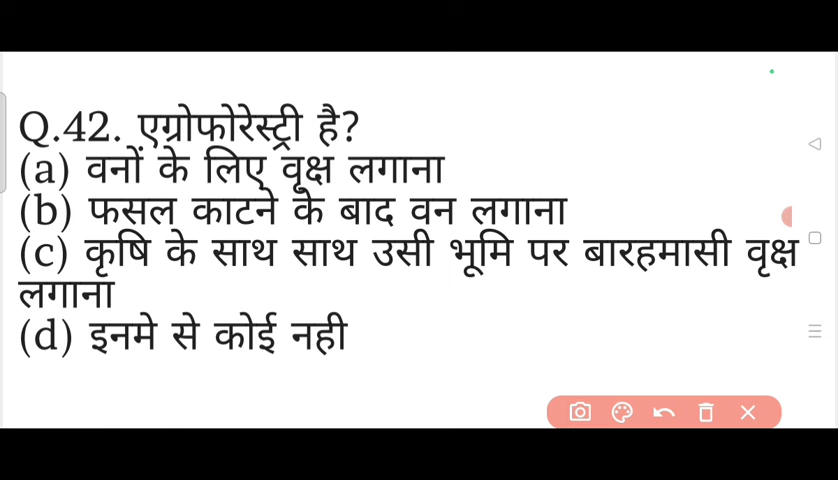 Q.42. एग्रोफोरेस्ट्री है?
(a) वनों के लिए वृक्ष लगाना
(b) फसल काटने के बाद वन लगाना
(c) कृषि के साथ साथ उसी भूमि पर बारहमासी वृक्ष
लगाना
(d) इनमे से कोई नही